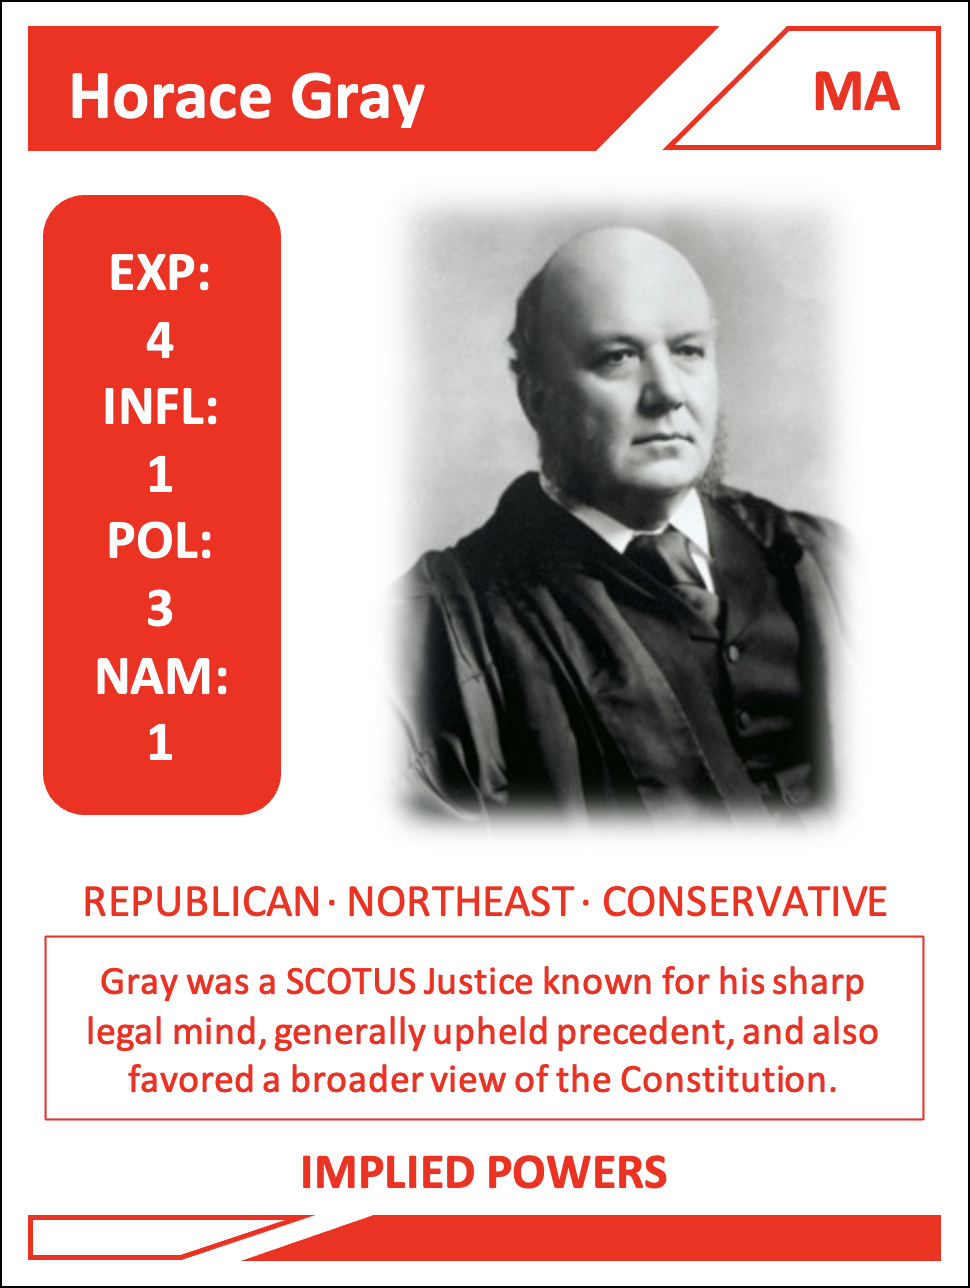 Horace Gray
MA
EXP:
4
INFL:
1
POL:
3
NAM:
1
REPUBLICAN · NORTHEAST · CONSERVATIVE
Gray was a SCOTUS Justice known for his sharp
legal mind, generally upheld precedent, and also
favored a broader view of the Constitution.
IMPLIED POWERS